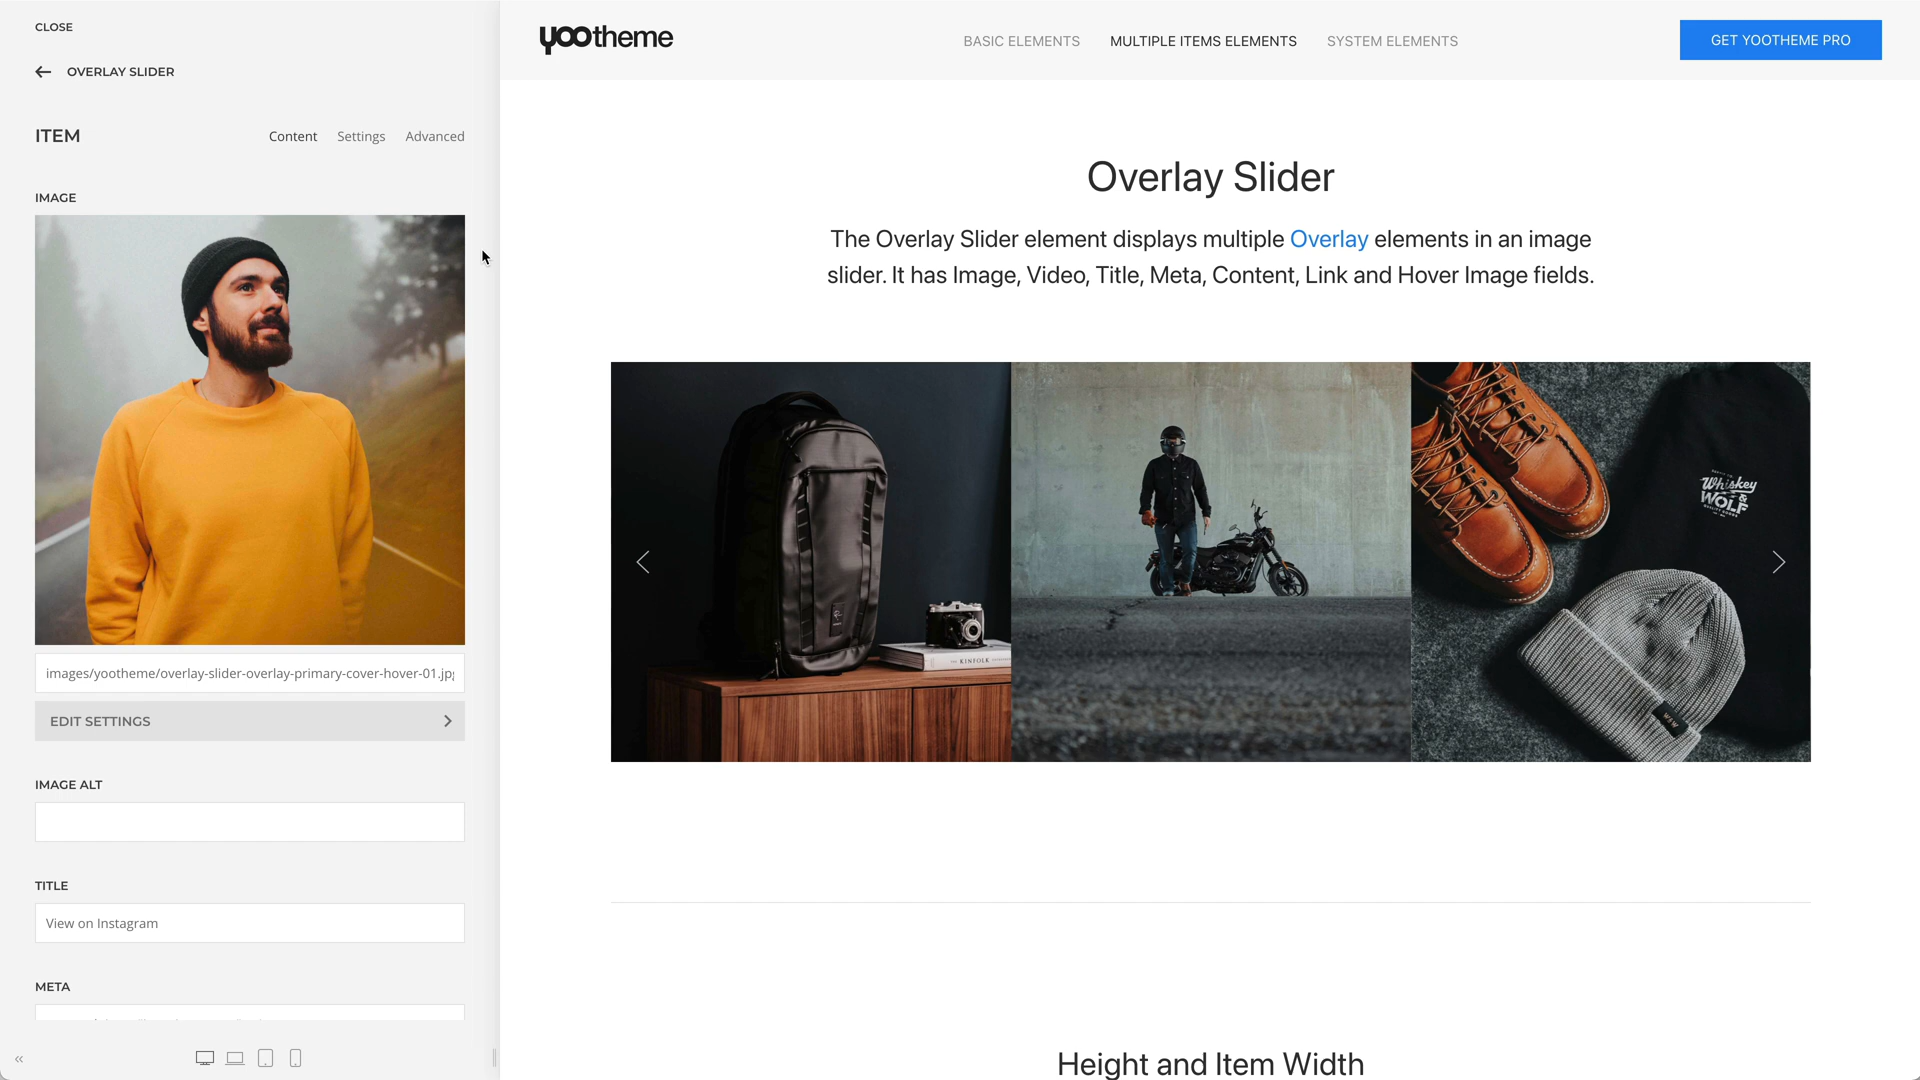 CLOSE
OVERLAY SLIDER
ITEM
Content Settings Advanced
IMAGE
images/yootheme/overlay-slider-overlay-primary-cover-hover-01.jpg
EDIT SETTINGS
IMAGE ALT
TITLE
View on Instagram
META
yootheme
BASIC ELEMENTS MULTIPLE ITEMS ELEMENTS SYSTEM ELEMENTS
GET YOOTHEME PRO
Overlay Slider
The Overlay Slider element displays multiple Overlay elements in an image
slider. It has Image, Video, Title, Meta, Content, Link and Hover Image fields.
KINFOLK
Whiskey
&
WOLF
Height and Item Width